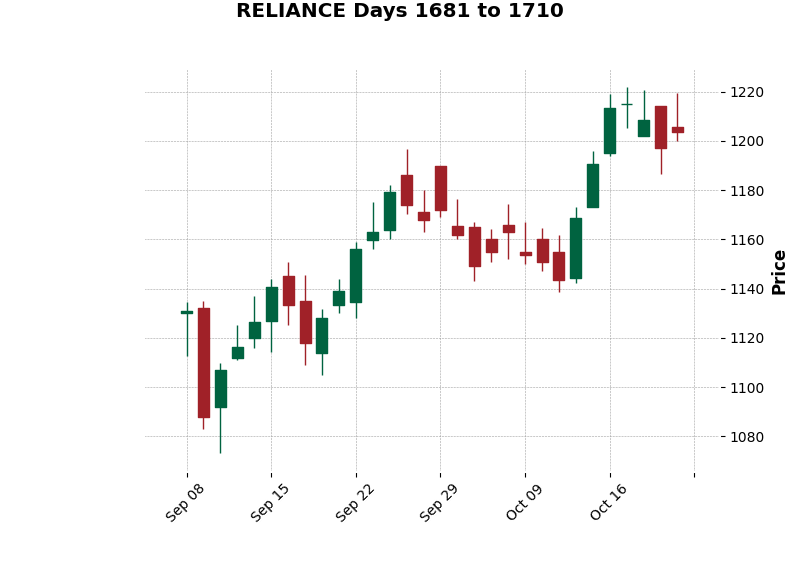 RELIANCE Days 1681 to 1710
1220
1200
1180
1160
1140
1120
1100
1080
Price
Sep 08
Sep 15
Sep 22
Sep 29
Oct 09
Oct 16